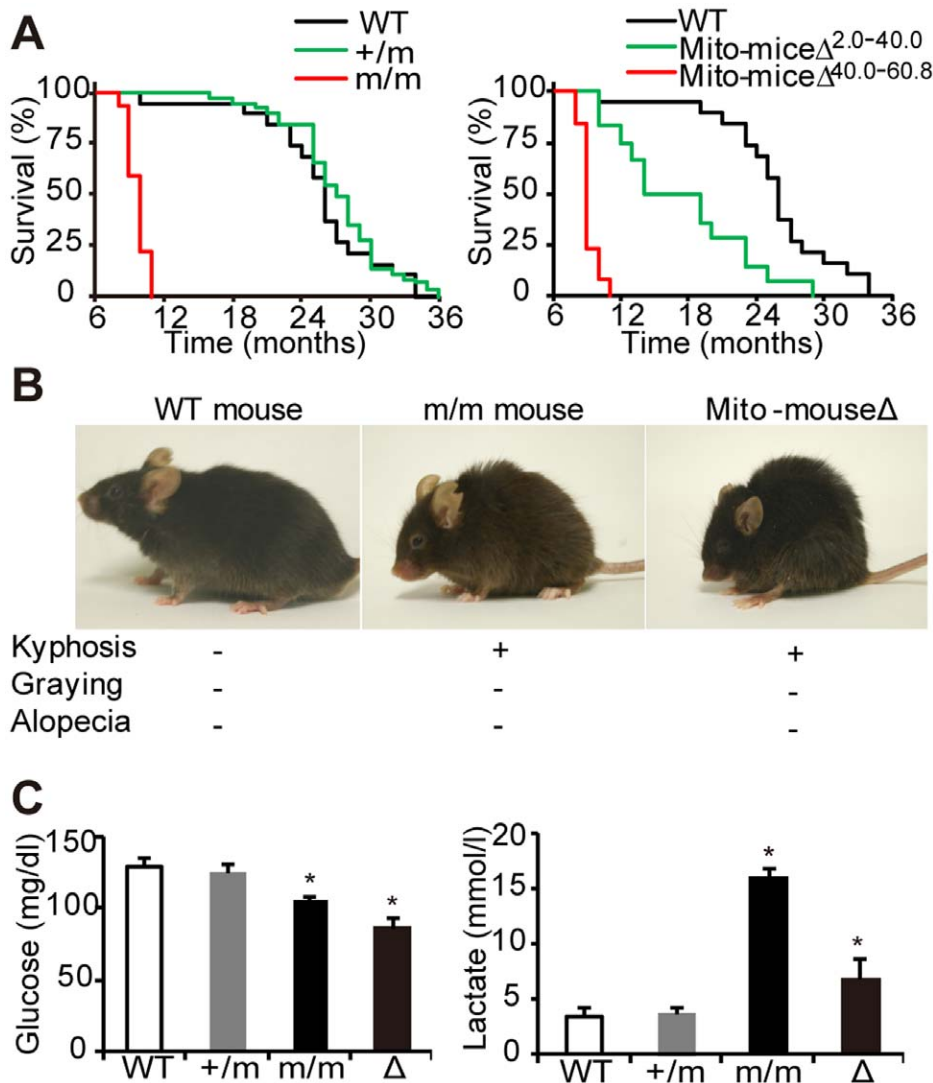 A
WT
+/m
m/m
Survival (%)
100
75
50
25
0
6 12 18 24 30 36
Time (months)
WT
Mito-miceΔ2.0-40.0
Mito-miceΔ40.0-60.8
Survival (%)
100
75
50
25
0
6 12 18 24 30 36
Time (months)
B
WT mouse m/m mouse Mito-mouseΔ
Kyphosis - + +
Graying - - -
Alopecia - - -
C
Glucose (mg/dl)
150
100
50
0
* *
WT +/m m/m Δ
Lactate (mmol/l)
20
15
10
5
0
* *
WT +/m m/m Δ